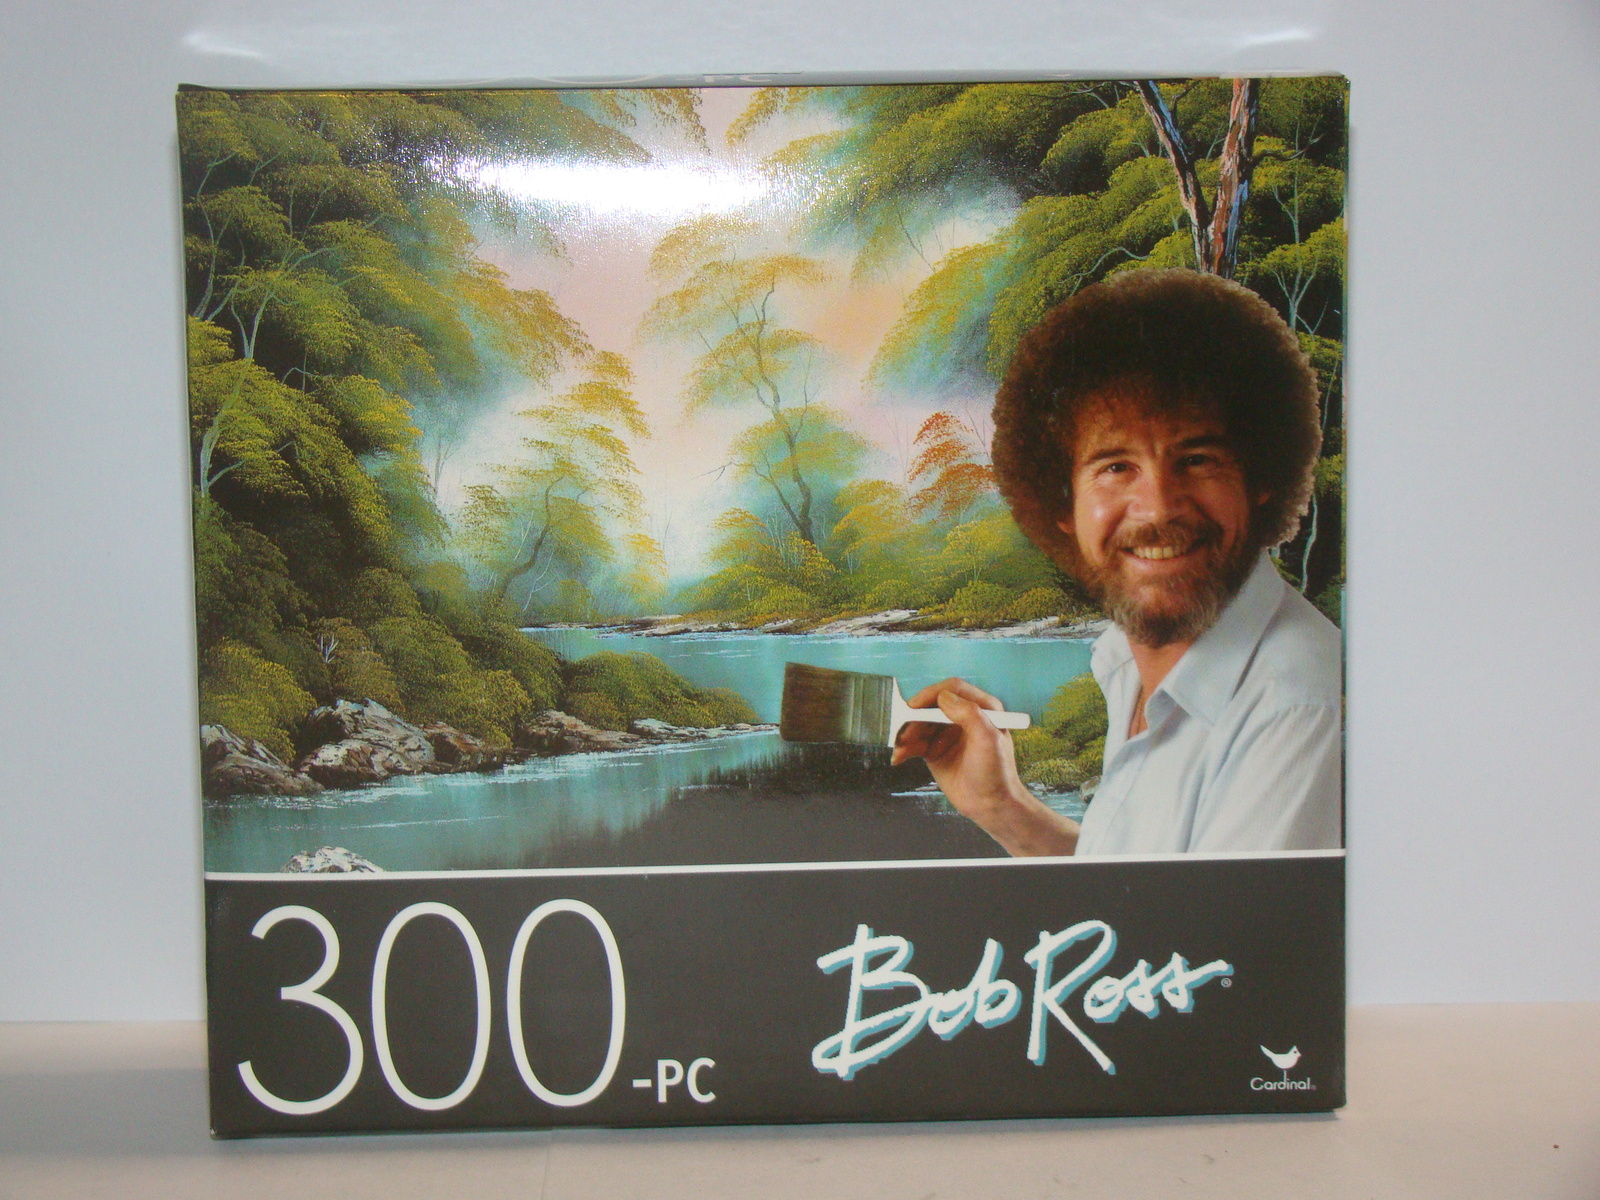 300-PC
Bob Ross®
Cardinal